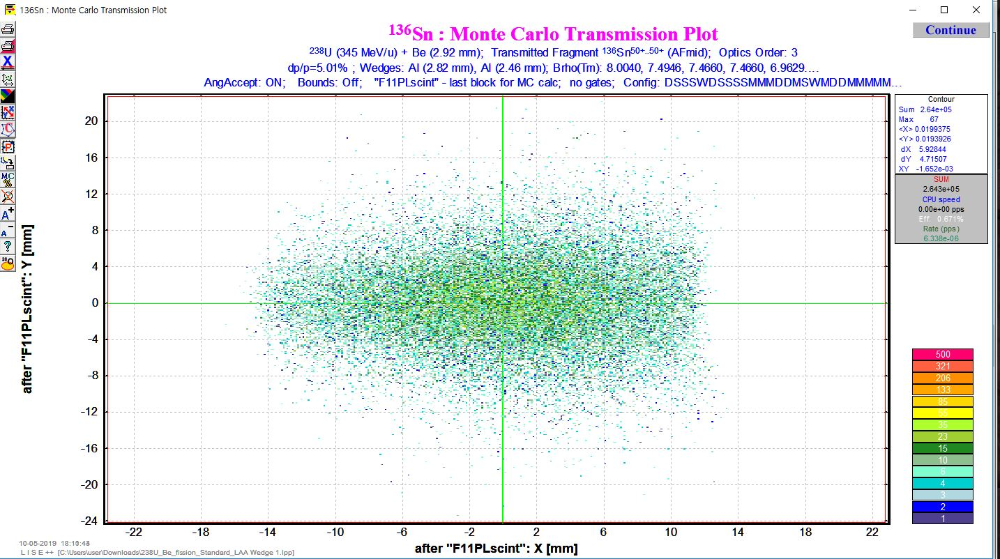 136Sn : Monte Carlo Transmission Plot
136Sn : Monte Carlo Transmission Plot
Continue
238U (345 MeV/u) + Be (2.92 mm); Transmitted Fragment 136Sn50+..50+ (AFmid); Optics Order: 3
dp/p=5.01% ; Wedges: Al (2.82 mm), Al (2.46 mm); Brho(Tm): 8.0040, 7.4946, 7.4660, 7.4660, 6.9629....
AngAccept: ON; Bounds: Off; "F11PLscint" - last block for MC calc; no gates; Config: DSSSWDSSSSMMMDDMSWMDDMMMMM...
after "F11PLscint": Y [mm]
20
16
12
8
4
0
-4
-8
-12
-16
-20
-24
-22
-18
-14
-10
-6
-2
2
6
10
14
18
22
after "F11PLscint": X [mm]
Contour
Sum 2.64e+05
Max 67
<X> 0.0199375
<Y> 0.0193926
dX 5.92844
dY 4.71507
XY -1.652e-03
SUM
2.643e+05
CPU speed
0.00e+00 pps
Eff: 0.671%
Rate (pps)
6.338e-06
500
321
206
133
85
55
35
23
15
10
6
4
3
2
1
X
C
P
MC
%
A+
A-
?
28O
10-05-2019
L I S E ++ [C:\Users\user\Downloads\238U_Be_fission_Standard_LAA Wedge 1.lpp]